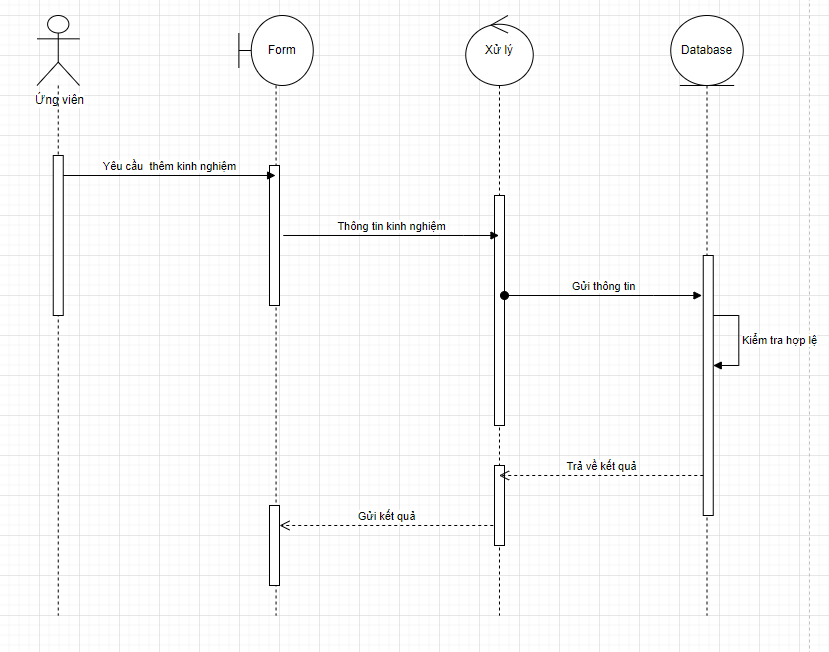 Form
Xử lý
Database
Ứng viên
Yêu cầu  thêm kinh nghiệm
Thông tin kinh nghiệm
Gửi thông tin
Kiểm tra hợp lệ
Trả về kết quả
Gửi kết quả